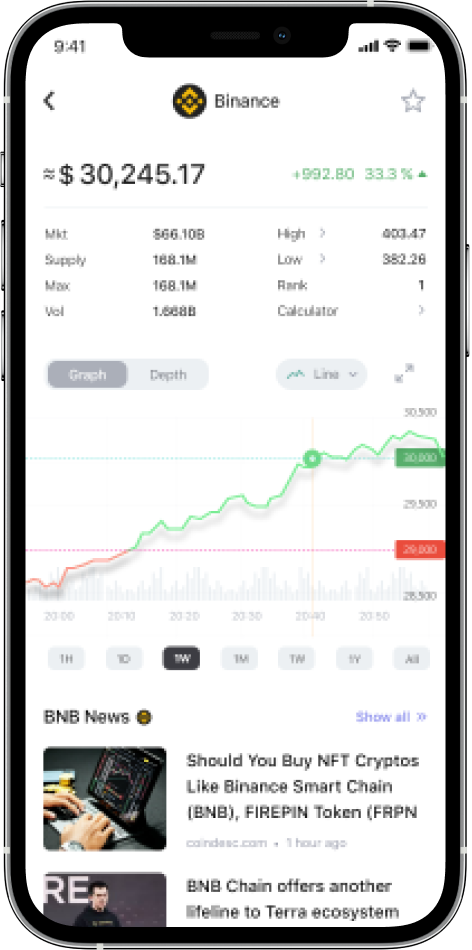 9:41
Binance
≈ $ 30,245.17
+992.80 33.3 %
Mkt $66.10B High 403.47
Supply 168.1M Low 382.26
Max 168.1M Rank 1
Vol 1.668B Calculator
Graph Depth Line
30,500
30,000
29,500
29,000
28,500
20:00 20:10 20:20 20:30 20:40 20:50
1H 1D 1W 1M 1W 1Y All
BNB News Show all »
Should You Buy NFT Cryptos
Like Binance Smart Chain
(BNB), FIREPIN Token (FRPN
coindesc.com • 1 hour ago
RE
BNB Chain offers another
lifeline to Terra ecosystem